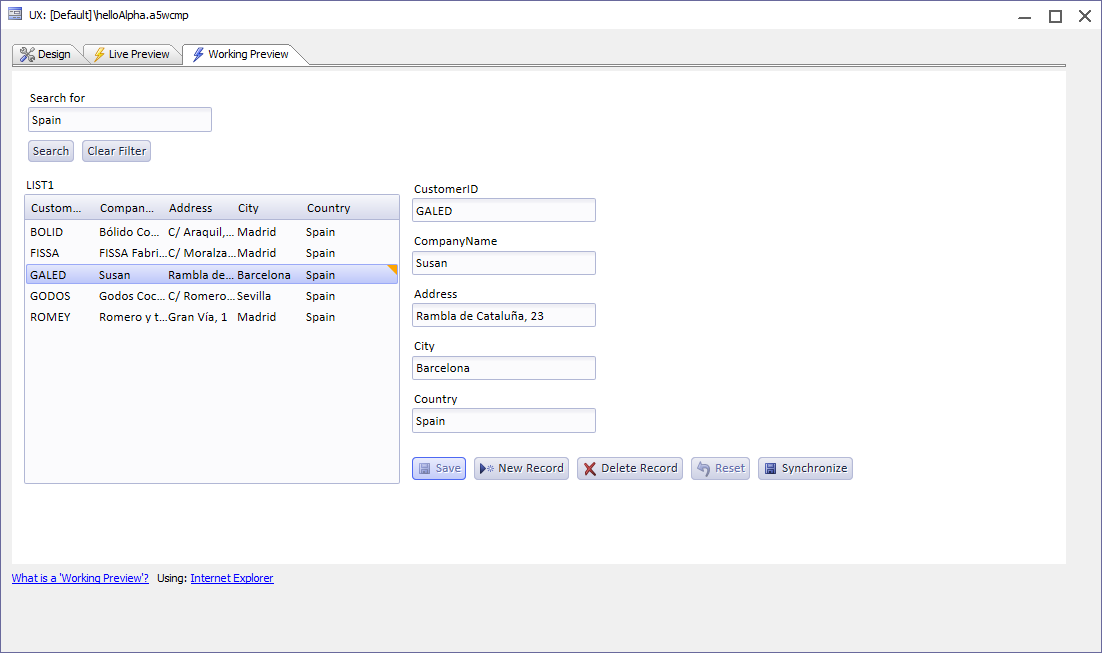 UX: [Default]\helloAlpha.a5wcmp
Design Live Preview Working Preview
Search for
Spain
Search Clear Filter
LIST1
Custom... Compan... Address City Country
BOLID Bólido Co... C/ Araquil,... Madrid Spain
FISSA FISSA Fabri... C/ Moralza... Madrid Spain
GALED Susan Rambla de... Barcelona Spain
GODOS Godos Coc... C/ Romero... Sevilla Spain
ROMEY Romero y t... Gran Vía, 1 Madrid Spain
CustomerID
GALED
CompanyName
Susan
Address
Rambla de Cataluña, 23
City
Barcelona
Country
Spain
Save New Record Delete Record Reset Synchronize
What is a 'Working Preview'? Using: Internet Explorer